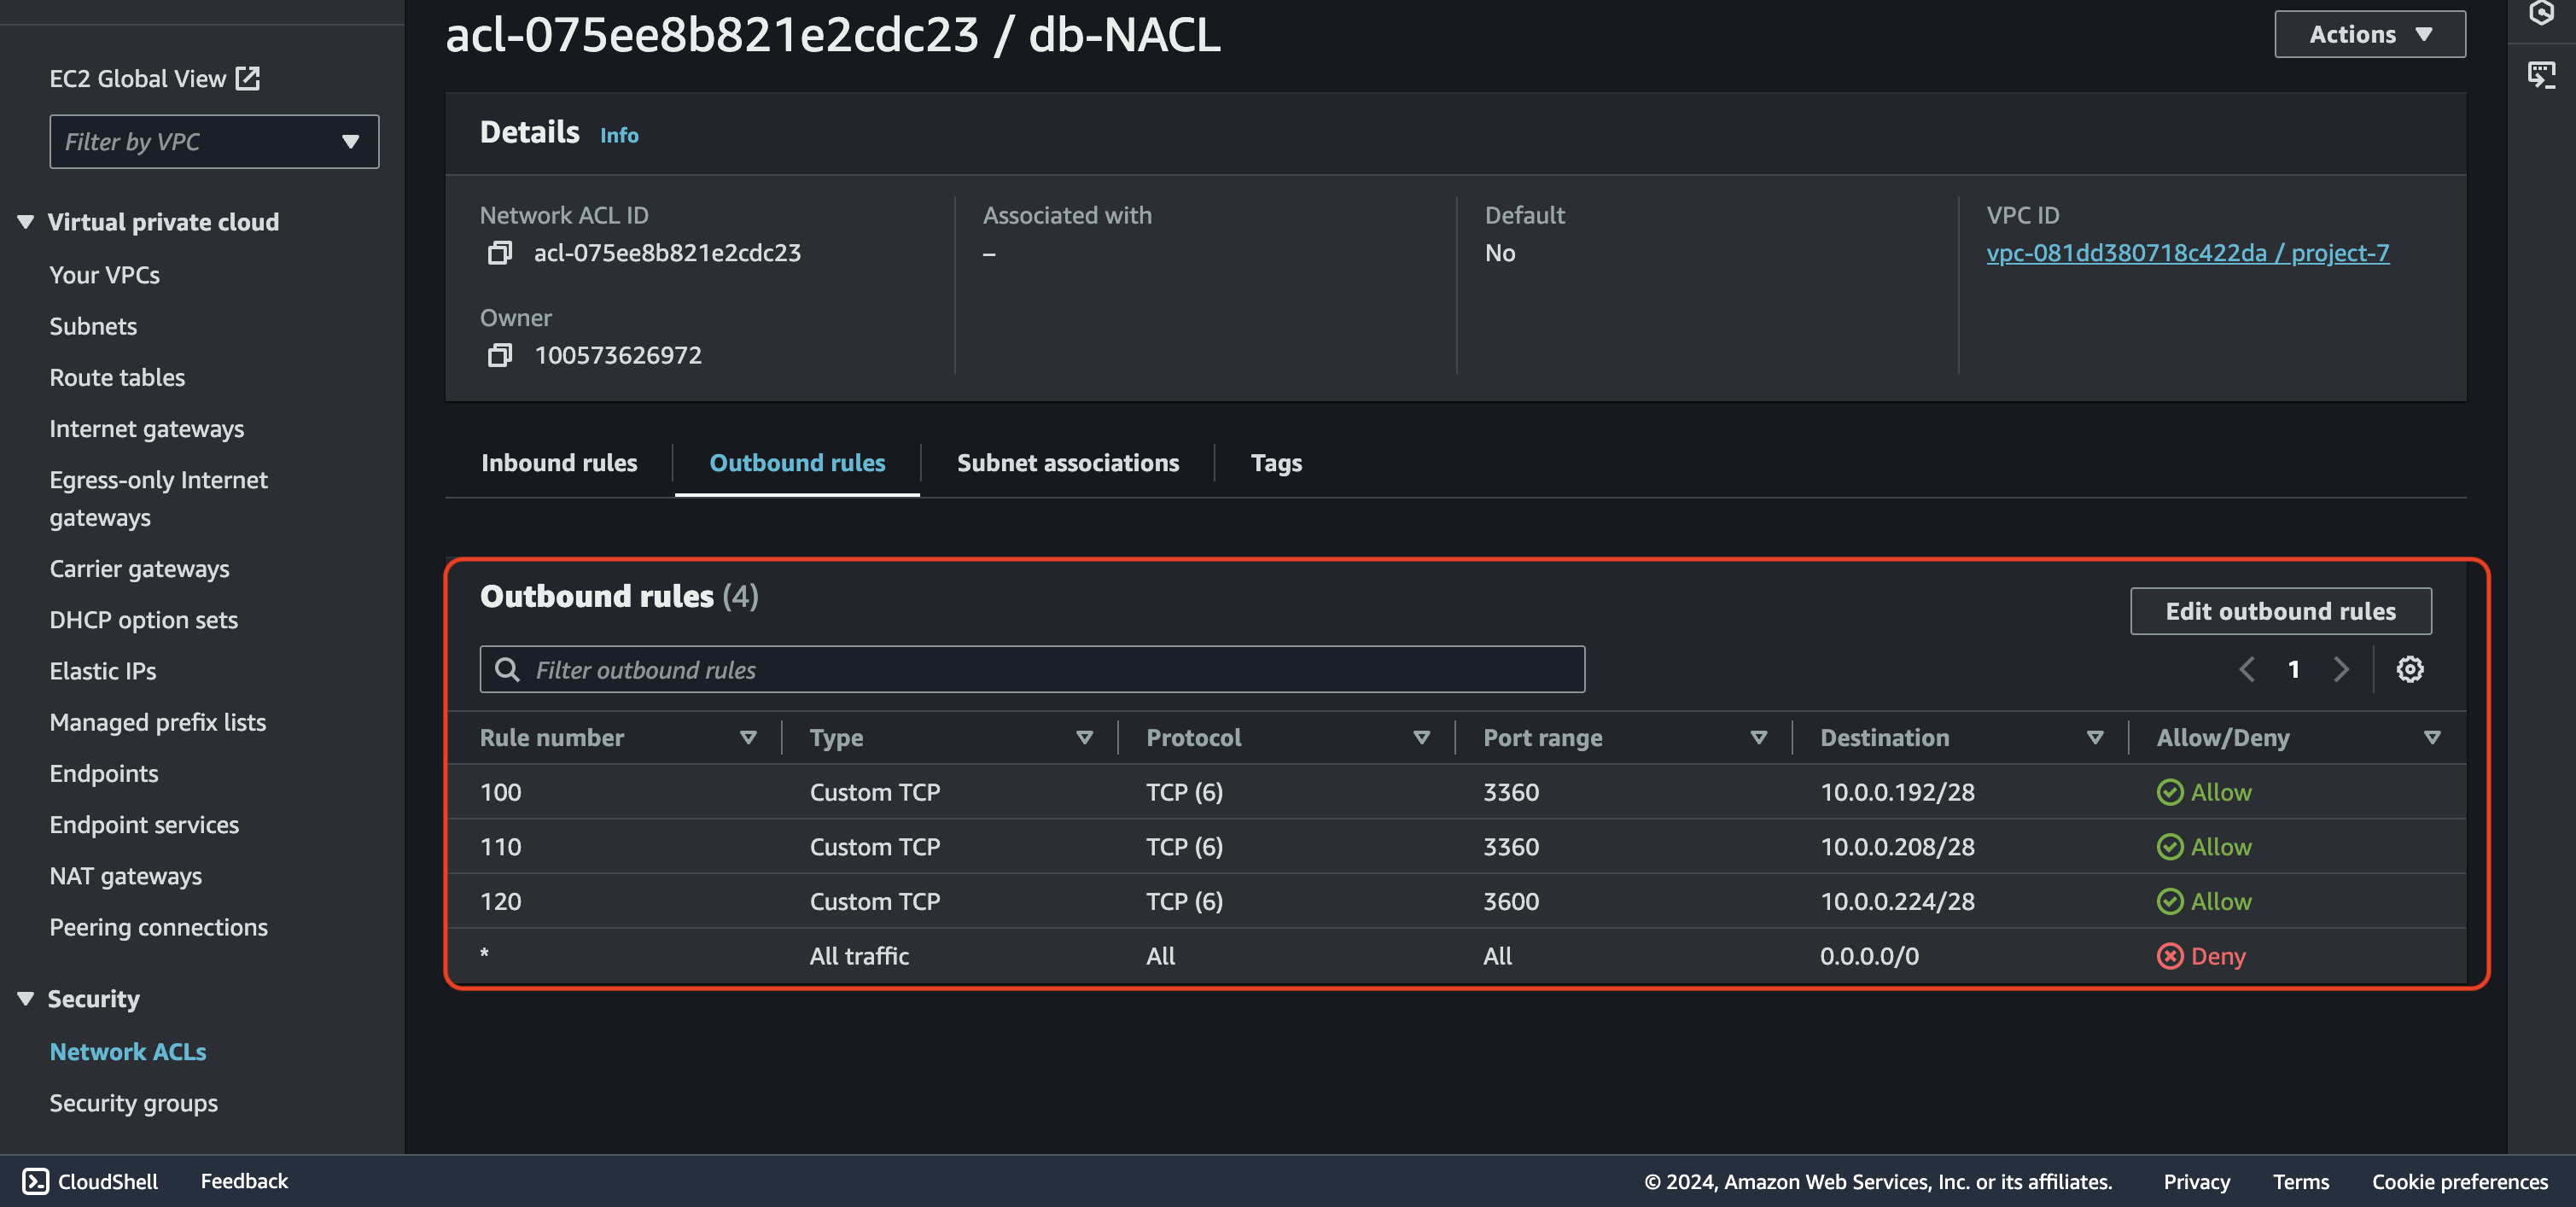 acl-075ee8b821e2cdc23 / db-NACL
Actions
EC2 Global View
Filter by VPC
Virtual private cloud
Your VPCs
Subnets
Route tables
Internet gateways
Egress-only Internet
gateways
Carrier gateways
DHCP option sets
Elastic IPs
Managed prefix lists
Endpoints
Endpoint services
NAT gateways
Peering connections
Security
Network ACLs
Security groups
Details Info
Network ACL ID
acl-075ee8b821e2cdc23
Associated with
–
Default
No
VPC ID
vpc-081dd380718c422da / project-7
Owner
100573626972
Inbound rules Outbound rules Subnet associations Tags
Outbound rules (4)
Edit outbound rules
Filter outbound rules
1
Rule number Type Protocol Port range Destination Allow/Deny
100 Custom TCP TCP (6) 3360 10.0.0.192/28 Allow
110 Custom TCP TCP (6) 3360 10.0.0.208/28 Allow
120 Custom TCP TCP (6) 3600 10.0.0.224/28 Allow
* All traffic All All 0.0.0.0/0 Deny
CloudShell Feedback © 2024, Amazon Web Services, Inc. or its affiliates. Privacy Terms Cookie preferences